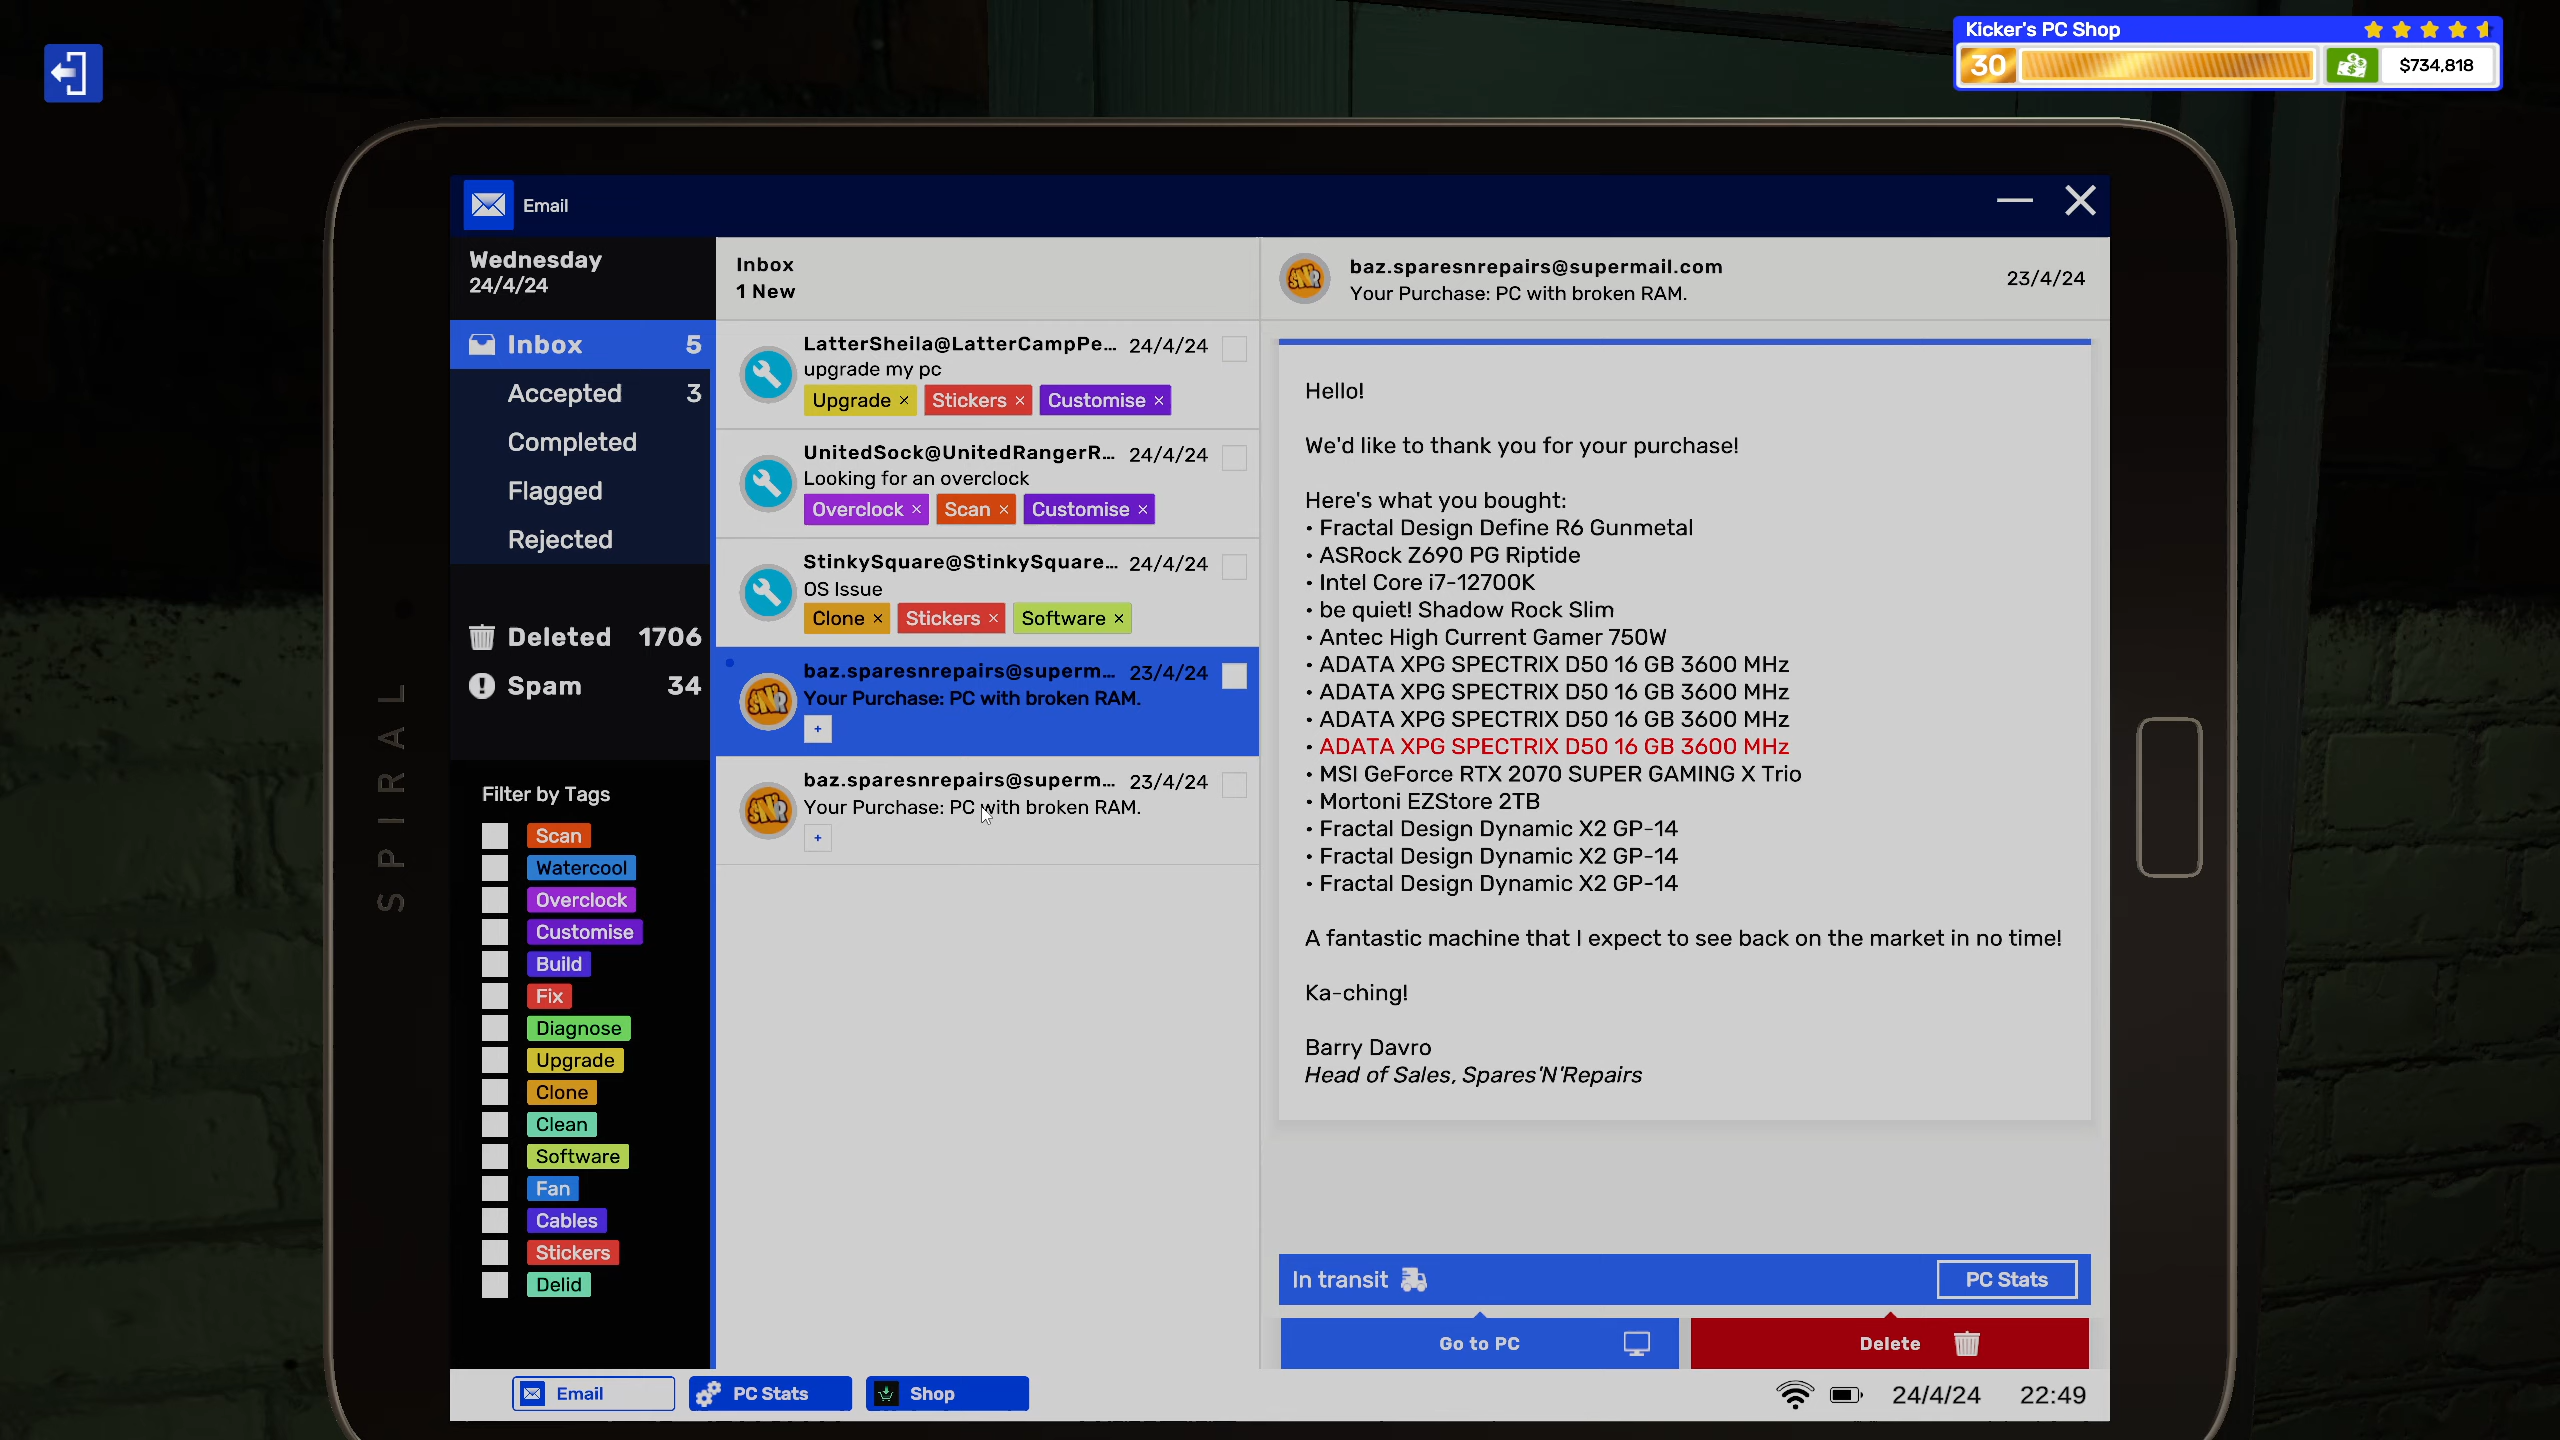 Kicker's PC Shop
30
$734,818
Email
Wednesday
24/4/24
Inbox 5
Accepted 3
Completed
Flagged
Rejected
Deleted 1706
Spam 34
Filter by Tags
Scan
Watercool
Overclock
Customise
Build
Fix
Diagnose
Upgrade
Clone
Clean
Software
Fan
Cables
Stickers
Delid
Inbox
1 New
LatterSheila@LatterCampPe... 24/4/24
upgrade my pc
Upgrade × Stickers × Customise ×
UnitedSock@UnitedRangerR... 24/4/24
Looking for an overclock
Overclock × Scan × Customise ×
StinkySquare@StinkySquare... 24/4/24
OS Issue
Clone × Stickers × Software ×
baz.sparesnrepairs@superm... 23/4/24
Your Purchase: PC with broken RAM.
+
baz.sparesnrepairs@superm... 23/4/24
Your Purchase: PC with broken RAM.
+
SNR
baz.sparesnrepairs@supermail.com
Your Purchase: PC with broken RAM.
23/4/24
Hello!
We'd like to thank you for your purchase!
Here's what you bought:
• Fractal Design Define R6 Gunmetal
• ASRock Z690 PG Riptide
• Intel Core i7-12700K
• be quiet! Shadow Rock Slim
• Antec High Current Gamer 750W
• ADATA XPG SPECTRIX D50 16 GB 3600 MHz
• ADATA XPG SPECTRIX D50 16 GB 3600 MHz
• ADATA XPG SPECTRIX D50 16 GB 3600 MHz
• ADATA XPG SPECTRIX D50 16 GB 3600 MHz
• MSI GeForce RTX 2070 SUPER GAMING X Trio
• Mortoni EZStore 2TB
• Fractal Design Dynamic X2 GP-14
• Fractal Design Dynamic X2 GP-14
• Fractal Design Dynamic X2 GP-14
A fantastic machine that I expect to see back on the market in no time!
Ka-ching!
Barry Davro
Head of Sales, Spares'N'Repairs
In transit
PC Stats
Go to PC
Delete
Email
PC Stats
Shop
24/4/24
22:49
SPIRAL